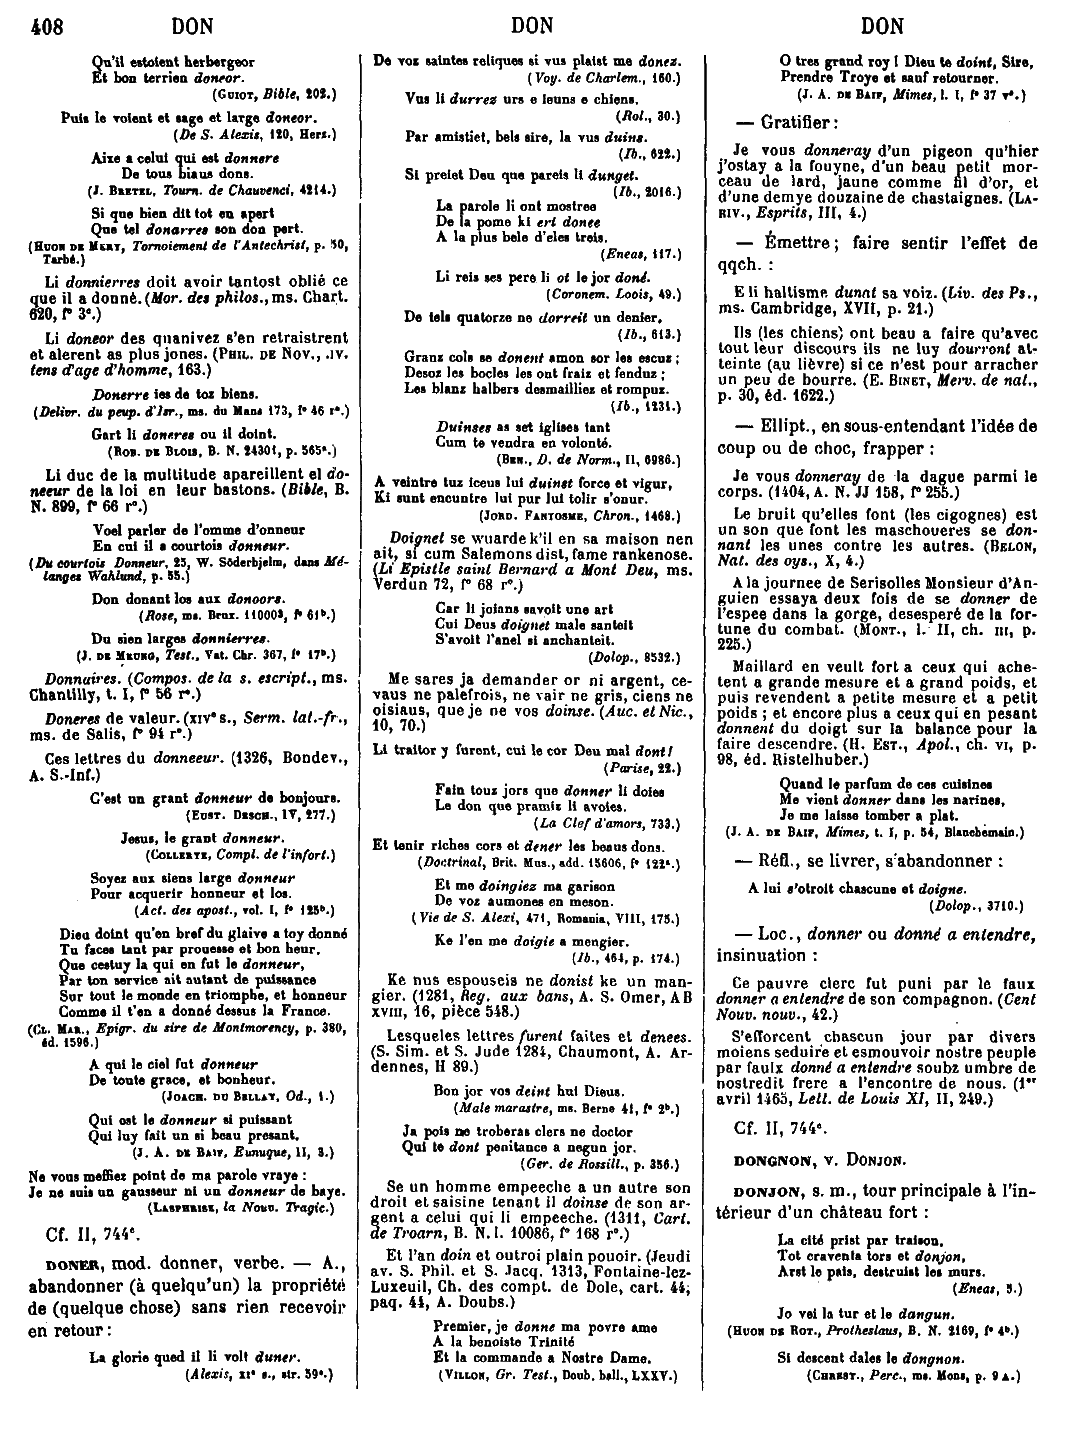 408 DON DON DON
Qu'il estoient herbergeor
Et bon terrien doneor.
(Guiot, Bible, 202.)
Puis le voient et sage et large doneor.
(De S. Alexis, 120, Herz.)
Aize a celui qui est donnere
De tous biaus dons.
(J. Bretel, Tourn. de Chauvenci, 4214.)
Si que bien dit tot en apert
Que tel donarres son don pert.
(Huon de Mery, Tornoiement de l'Antechrist, p. 50,
Tarbé.)
Li donnierres doit avoir tantost oblié ce
que il a donné. (Mor. des philos., ms. Chart.
620, f° 3c.)
Li doneor des quanivez s'en retraistrent
et alerent as plus jones. (Phil. de Nov., .iv.
tens d'age d'homme, 163.)
Donerre ies de toz biens.
(Delivr. du peup. d'Isr., ms. du Mans 173, f° 46 r°.)
Gart li doneres ou il doint.
(Rob. de Blois, B. N. 24301, p. 565a.)
Li duc de la multitude apareillent el do-
neeur de la loi en leur bastons. (Bible, B.
N. 899, f° 66 r°.)
Voel parler de l'omme d'onneur
En cui il a courtois donneur.
(Du courtois Donneur, 25, W. Söderbjelm, dans Mé-
langes Wahlund, p. 55.)
Don donant los aux donoors.
(Rose, ms. Brux. 11000, f° 61b.)
Du sien larges donnierres.
(J. de Meung, Test., Vat. Chr. 367, f° 17b.)
Donnaires. (Compos. de la s. escript., ms.
Chantilly, t. I, f° 56 r°.)
Doneres de valeur. (xive s., Serm. lat.-fr.,
ms. de Salis, f° 94 r°.)
Ces lettres du donneeur. (1326, Bondev.,
A. S.-Inf.)
C'est un grant donneur de bonjours.
(Eust. Desch., IV, 277.)
Jesus, le grant donneur.
(Collerye, Compl. de l'infort.)
Soyez aux siens large donneur
Pour acquerir honneur et los.
(Act. des apost., vol. I, f° 125b.)
Dieu doint qu'en bref du glaive a toy donné
Tu faces tant par prouesse et bon heur,
Que cestuy la qui en fut le donneur,
Par ton service ait autant de puissance
Sur tout le monde en triomphe, et honneur
Comme il t'en a donné dessus la France.
(Cl. Mar., Epigr. du sire de Montmorency, p. 380,
éd. 1596.)
A qui le ciel fut donneur
De toute grace, et bonheur.
(Joach. du Bellay, Od., 1.)
Qui est le donneur si puissant
Qui luy fait un si beau present.
(J. A. de Baif, Eunuque, II, 3.)
Ne vous meffiez point de ma parole vraye :
Je ne suis un gausseur ni un donneur de baye.
(Lasphrise, la Nouv. Tragic.)
Cf. II, 744c.
DONER, mod. donner, verbe. — A.,
abandonner (à quelqu'un) la propriété
de (quelque chose) sans rien recevoir
en retour :
La glorie qued il li volt duner.
(Alexis, xie s., str. 59e.)
De voz saintes reliques si vus plaist me donez.
(Voy. de Charlem., 160.)
Vus li durrez urs e leuns e chiens.
(Rol., 30.)
Par amistiet, bels sire, la vus duins.
(Ib., 622.)
Si preiet Deu que pareis li dunget.
(Ib., 2016.)
La parole li ont mostree
De la pome ki ert donee
A la plus bele d'eles treis.
(Eneas, 117.)
Li reis ses pere li ot le jor doné.
(Coronem. Loois, 49.)
De tels quatorze ne dorreit un denier.
(Ib., 613.)
Granz cols se donent amon sor les escuz ;
Desoz les bocles les ont fraiz e fenduz ;
Les blanz halbers desmailliez et rompuz.
(Ib., 1231.)
Duinses as set iglises tant
Cum te vendra en volonté.
(Ben., D. de Norm., II, 6986.)
A veintre tuz iceus lui duinst force et vigur,
Ki sunt encuntre lui pur lui tolir s'onur.
(Jord. Fantosme, Chron., 1468.)
Doignet se wuarde k'il en sa maison nen
ait, si cum Salemons dist, fame rankenose.
(Li Epistle saint Bernard a Mont Deu, ms.
Verdun 72, f° 68 r°.)
Car li joians savoit une art
Cui Deus doignet male santeit
S'avoit l'anel si anchanteit.
(Dolop., 8532.)
Me sares ja demander or ni argent, ce-
vaus ne palefrois, ne vair ne gris, ciens ne
oisiaus, que je ne vos doinse. (Auc. et Nic.,
10, 70.)
Li traitor y furent, cui le cor Deu mal dont !
(Parise, 22.)
Fain touz jors que donner li doies
Le don que pramis li avoies.
(La Clef d'amors, 733.)
Et tenir riches cors et dener les beaus dons.
(Doctrinal, Brit. Mus., add. 15606, f° 122a.)
Et me doingiez ma garison
De voz aumones en meson.
(Vie de S. Alexi, 471, Romania, VIII, 175.)
Ke l'en me doigie a mengier.
(Ib., 464, p. 174.)
Ke nus espouseis ne donist ke un man-
gier. (1281, Reg. aux bans, A. S. Omer, AB
xviii, 16, pièce 548.)
Lesqueles lettres furent faites et denees.
(S. Sim. et S. Jude 1284, Chaumont, A. Ar-
dennes, H 89.)
Bon jor vos deint hui Dieus.
(Male marastre, ms. Berne 41, f° 2b.)
Ja pois ne troberas clers ne doctor
Qui te dont penitance a negun jor.
(Ger. de Rossill., p. 356.)
Se un homme empeeche a un autre son
droit et saisine tenant il doinse de son ar-
gent a celui qui li empeeche. (1311, Cart.
de Troarn, B. N. l. 10086, f° 168 r°.)
Et l'an doin et outroi plain pouoir. (Jeudi
av. S. Phil. et S. Jacq. 1313, Fontaine-lez-
Luxeuil, Ch. des compt. de Dole, cart. 44,
paq. 44, A. Doubs.)
Premier, je donne ma povre ame
A la benoiste Trinité
Et la commande a Nostre Dame.
(Villon, Gr. Test., Doub. ball., LXXV.)
O tres grand roy ! Dieu te doint, Sire,
Prendre Troye et sauf retourner.
(J. A. de Baif, Mimes, l. I, f° 37 v°.)
— Gratifier :
Je vous donneray d'un pigeon qu'hier
j'ostay a la fouyne, d'un beau petit mor-
ceau de lard, jaune comme fil d'or, et
d'une demye douzaine de chastaignes. (La-
riv., Esprits, III, 4.)
— Émettre ; faire sentir l'effet de
qqch. :
E li haltisme dunat sa voiz. (Liv. des Ps.,
ms. Cambridge, XVII, p. 21.)
Ils (les chiens) ont beau a faire qu'avec
tout leur discours ils ne luy dourront at-
teinte (au lièvre) si ce n'est pour arracher
un peu de bourre. (E. Binet, Merv. de nat.,
p. 30, éd. 1622.)
— Ellipt., en sous-entendant l'idée de
coup ou de choc, frapper :
Je vous donneray de la dague parmi le
corps. (1404, A. N. JJ 158, f° 255.)
Le bruit qu'elles font (les cigognes) est
un son que font les maschoueres se don-
nant les unes contre les autres. (Belon,
Nat. des oys., X, 4.)
A la journee de Serisolles Monsieur d'An-
guien essaya deux fois de se donner de
l'espee dans la gorge, desesperé de la for-
tune du combat. (Mont., l. II, ch. iii, p.
225.)
Maillard en veult fort a ceux qui ache-
tent a grande mesure et a grand poids, et
puis revendent a petite mesure et a petit
poids ; et encore plus a ceux qui en pesant
donnent du doigt sur la balance pour la
faire descendre. (H. Est., Apol., ch. vi, p.
98, éd. Ristelhuber.)
Quand le parfum de ces cuisines
Me vient donner dans les narines,
Je me laisse tomber a plat.
(J. A. de Baif, Mimes, t. I, p. 54, Blanchemain.)
— Réfl., se livrer, s'abandonner :
A lui s'otroit chascune et doigne.
(Dolop., 3710.)
— Loc., donner ou donné a entendre,
insinuation :
Ce pauvre clerc fut puni par le faux
donner a entendre de son compagnon. (Cent
Nouv. nouv., 42.)
S'efforcent chascun jour par divers
moiens seduire et esmouvoir nostre peuple
par faulx donné a entendre soubz umbre de
nostredit frere a l'encontre de nous. (1er
avril 1465, Lett. de Louis XI, II, 249.)
Cf. II, 744c.
DONGNON, v. Donjon.
DONJON, s. m., tour principale à l'in-
térieur d'un château fort :
La cité prist par traison,
Tot craventa tors et donjon,
Arst le païs, destruist les murs.
(Eneas, 5.)
Jo vei la tur et le dangun.
(Huon de Rot., Protheslaus, B. N. 2169, f° 4b.)
Si descent dales le dongnon.
(Chrest., Perc., ms. Mons, p. 9 A.)